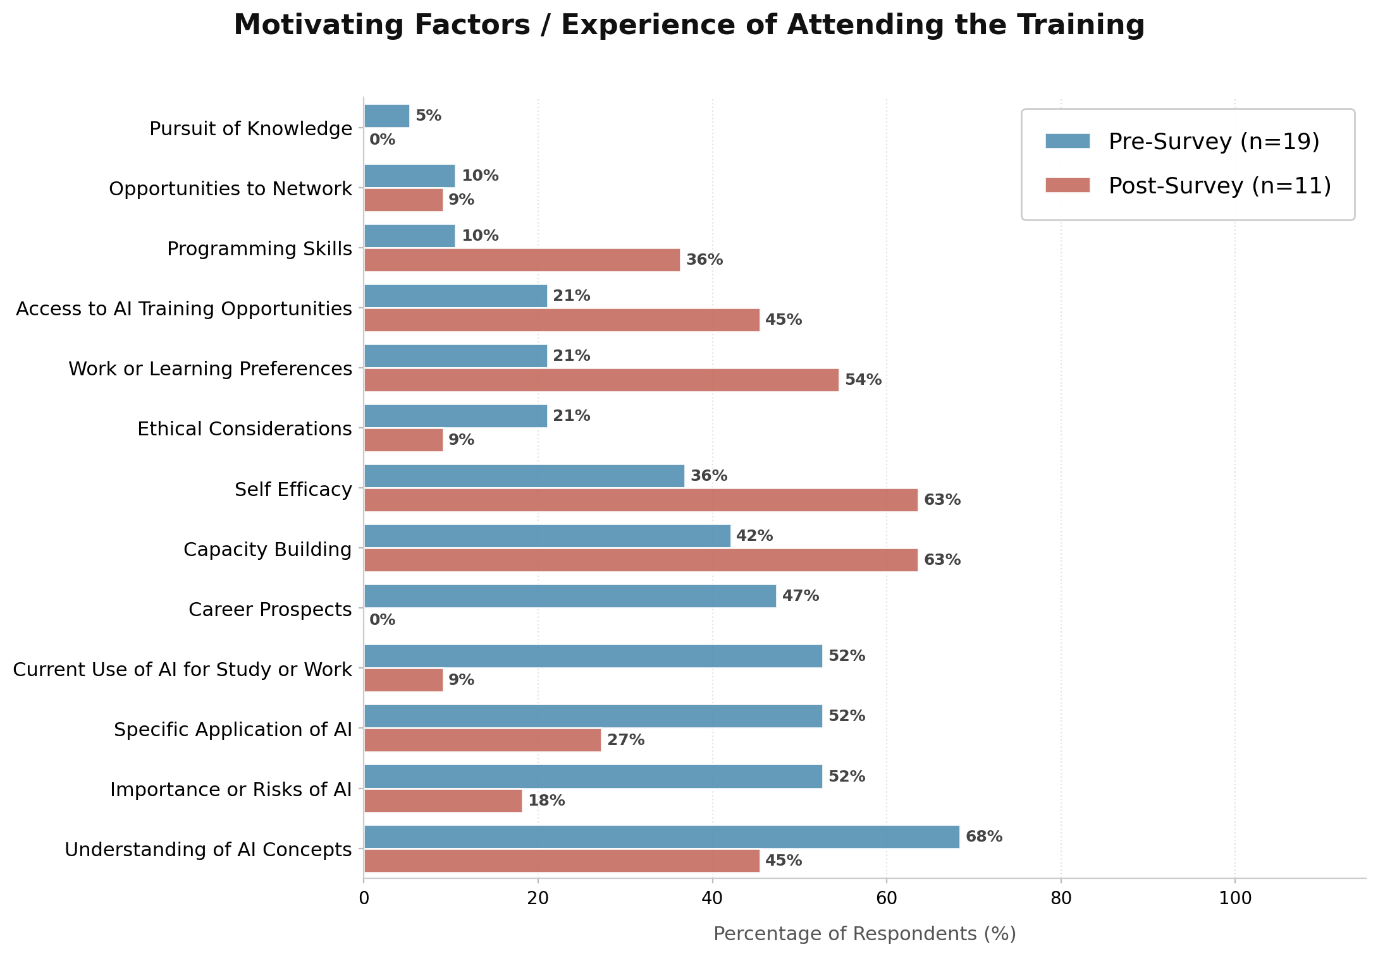 Motivating Factors / Experience of Attending the Training
Pre-Survey (n=19)
Post-Survey (n=11)
Pursuit of Knowledge
5%
0%
Opportunities to Network
10%
9%
Programming Skills
10%
36%
Access to AI Training Opportunities
21%
45%
Work or Learning Preferences
21%
54%
Ethical Considerations
21%
9%
Self Efficacy
36%
63%
Capacity Building
42%
63%
Career Prospects
47%
0%
Current Use of AI for Study or Work
52%
9%
Specific Application of AI
52%
27%
Importance or Risks of AI
52%
18%
Understanding of AI Concepts
68%
45%
0 20 40 60 80 100
Percentage of Respondents (%)